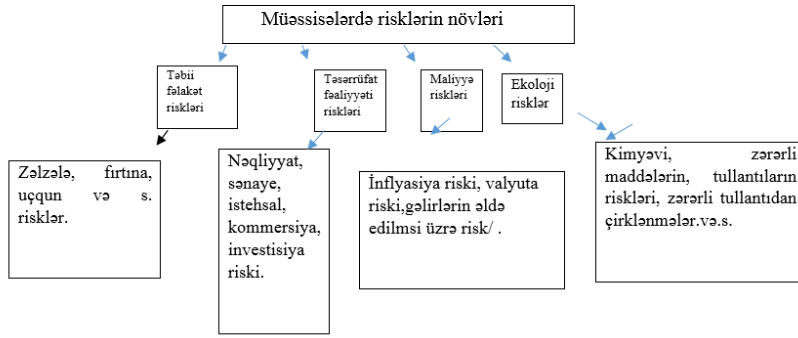 Müəssisələrdə risklərin növləri
Təbii
fəlakət
riskləri
Təsərrüfat
fəaliyyəti
riskləri
Maliyyə
riskləri
Ekoloji
risklər
Zəlzələ, fırtına,
uçqun və s.
risklər.
Nəqliyyat,
sənaye,
istehsal,
kommersiya,
investisiya
riski.
İnflyasiya riski, valyuta
riski,gəlirlərin əldə
edilmsi üzrə risk/ .
Kimyəvi, zərərli
maddələrin, tullantıların
riskləri, zərərli tullantıdan
çirklənmələr.və.s.